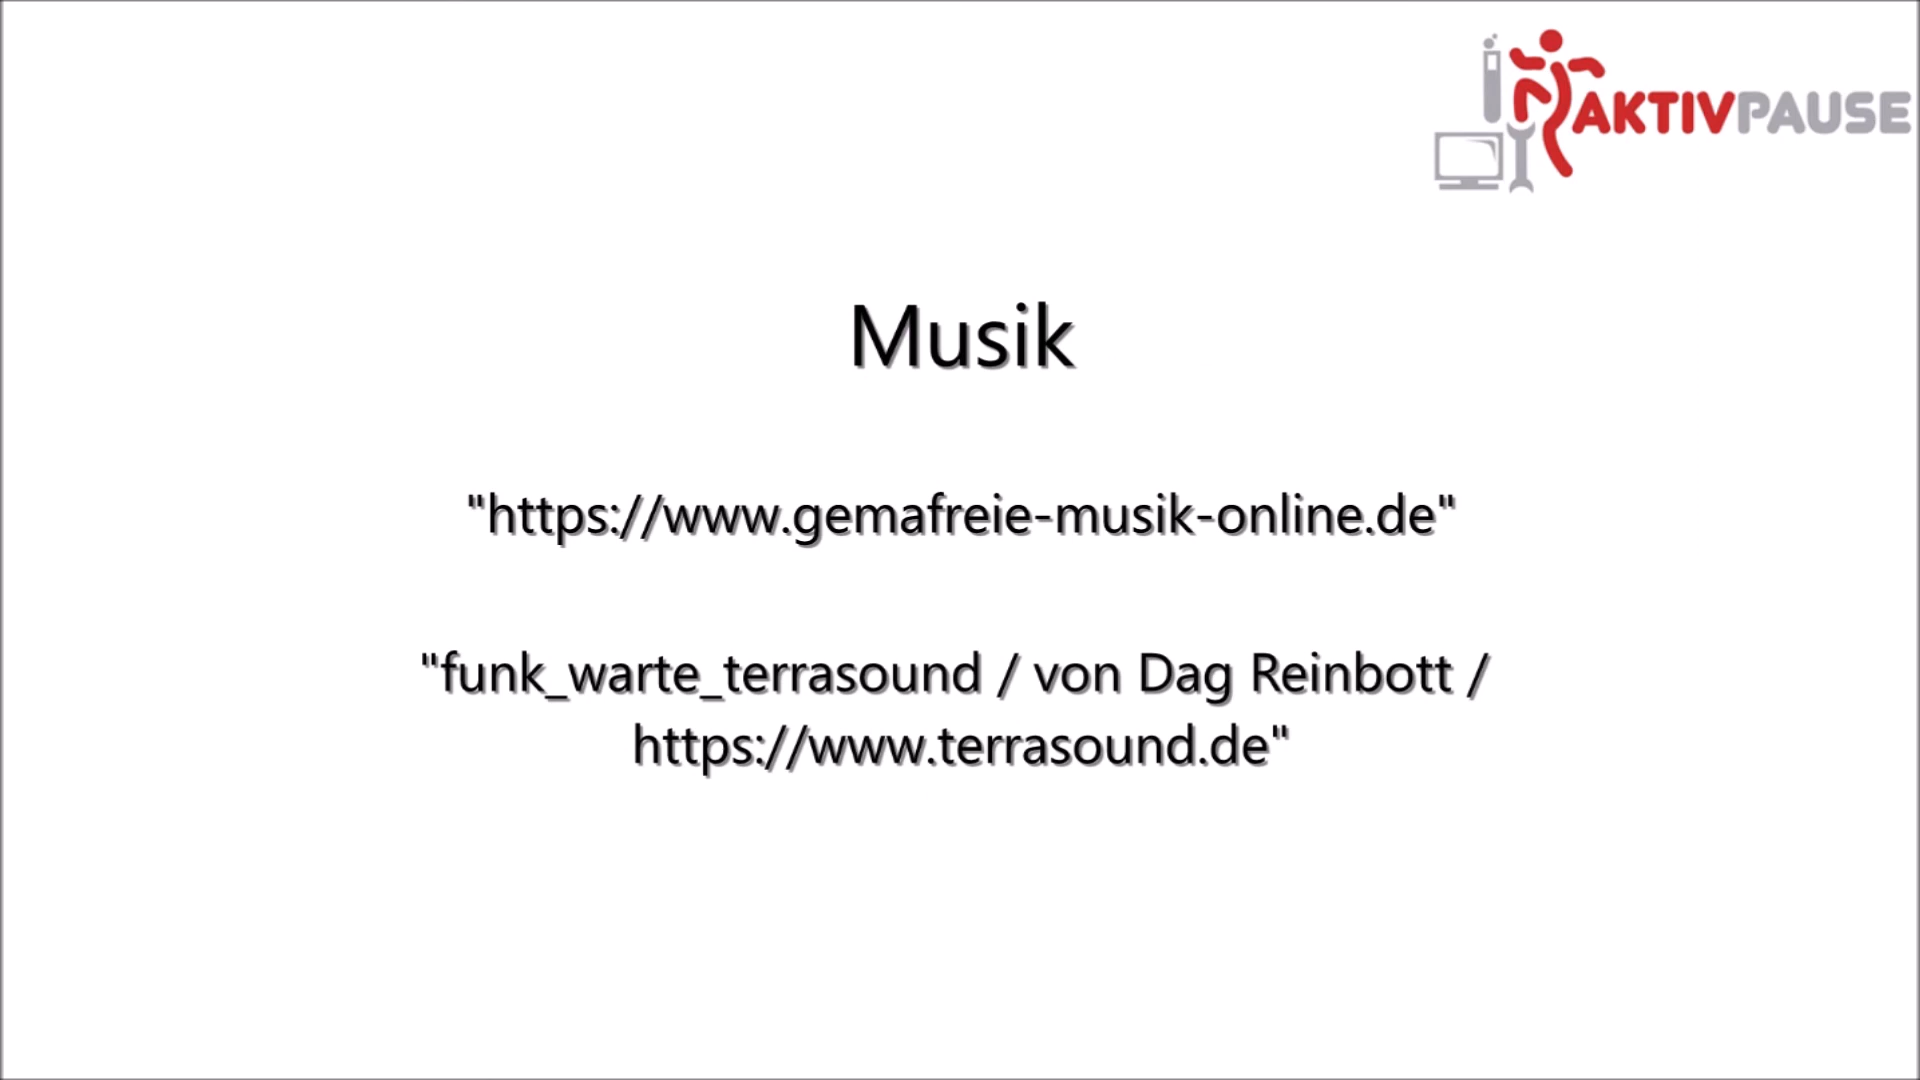 AKTIVPAUSE
Musik
"https://www.gemafreie-musik-online.de"
"funk_warte_terrasound / von Dag Reinbott /
https://www.terrasound.de"